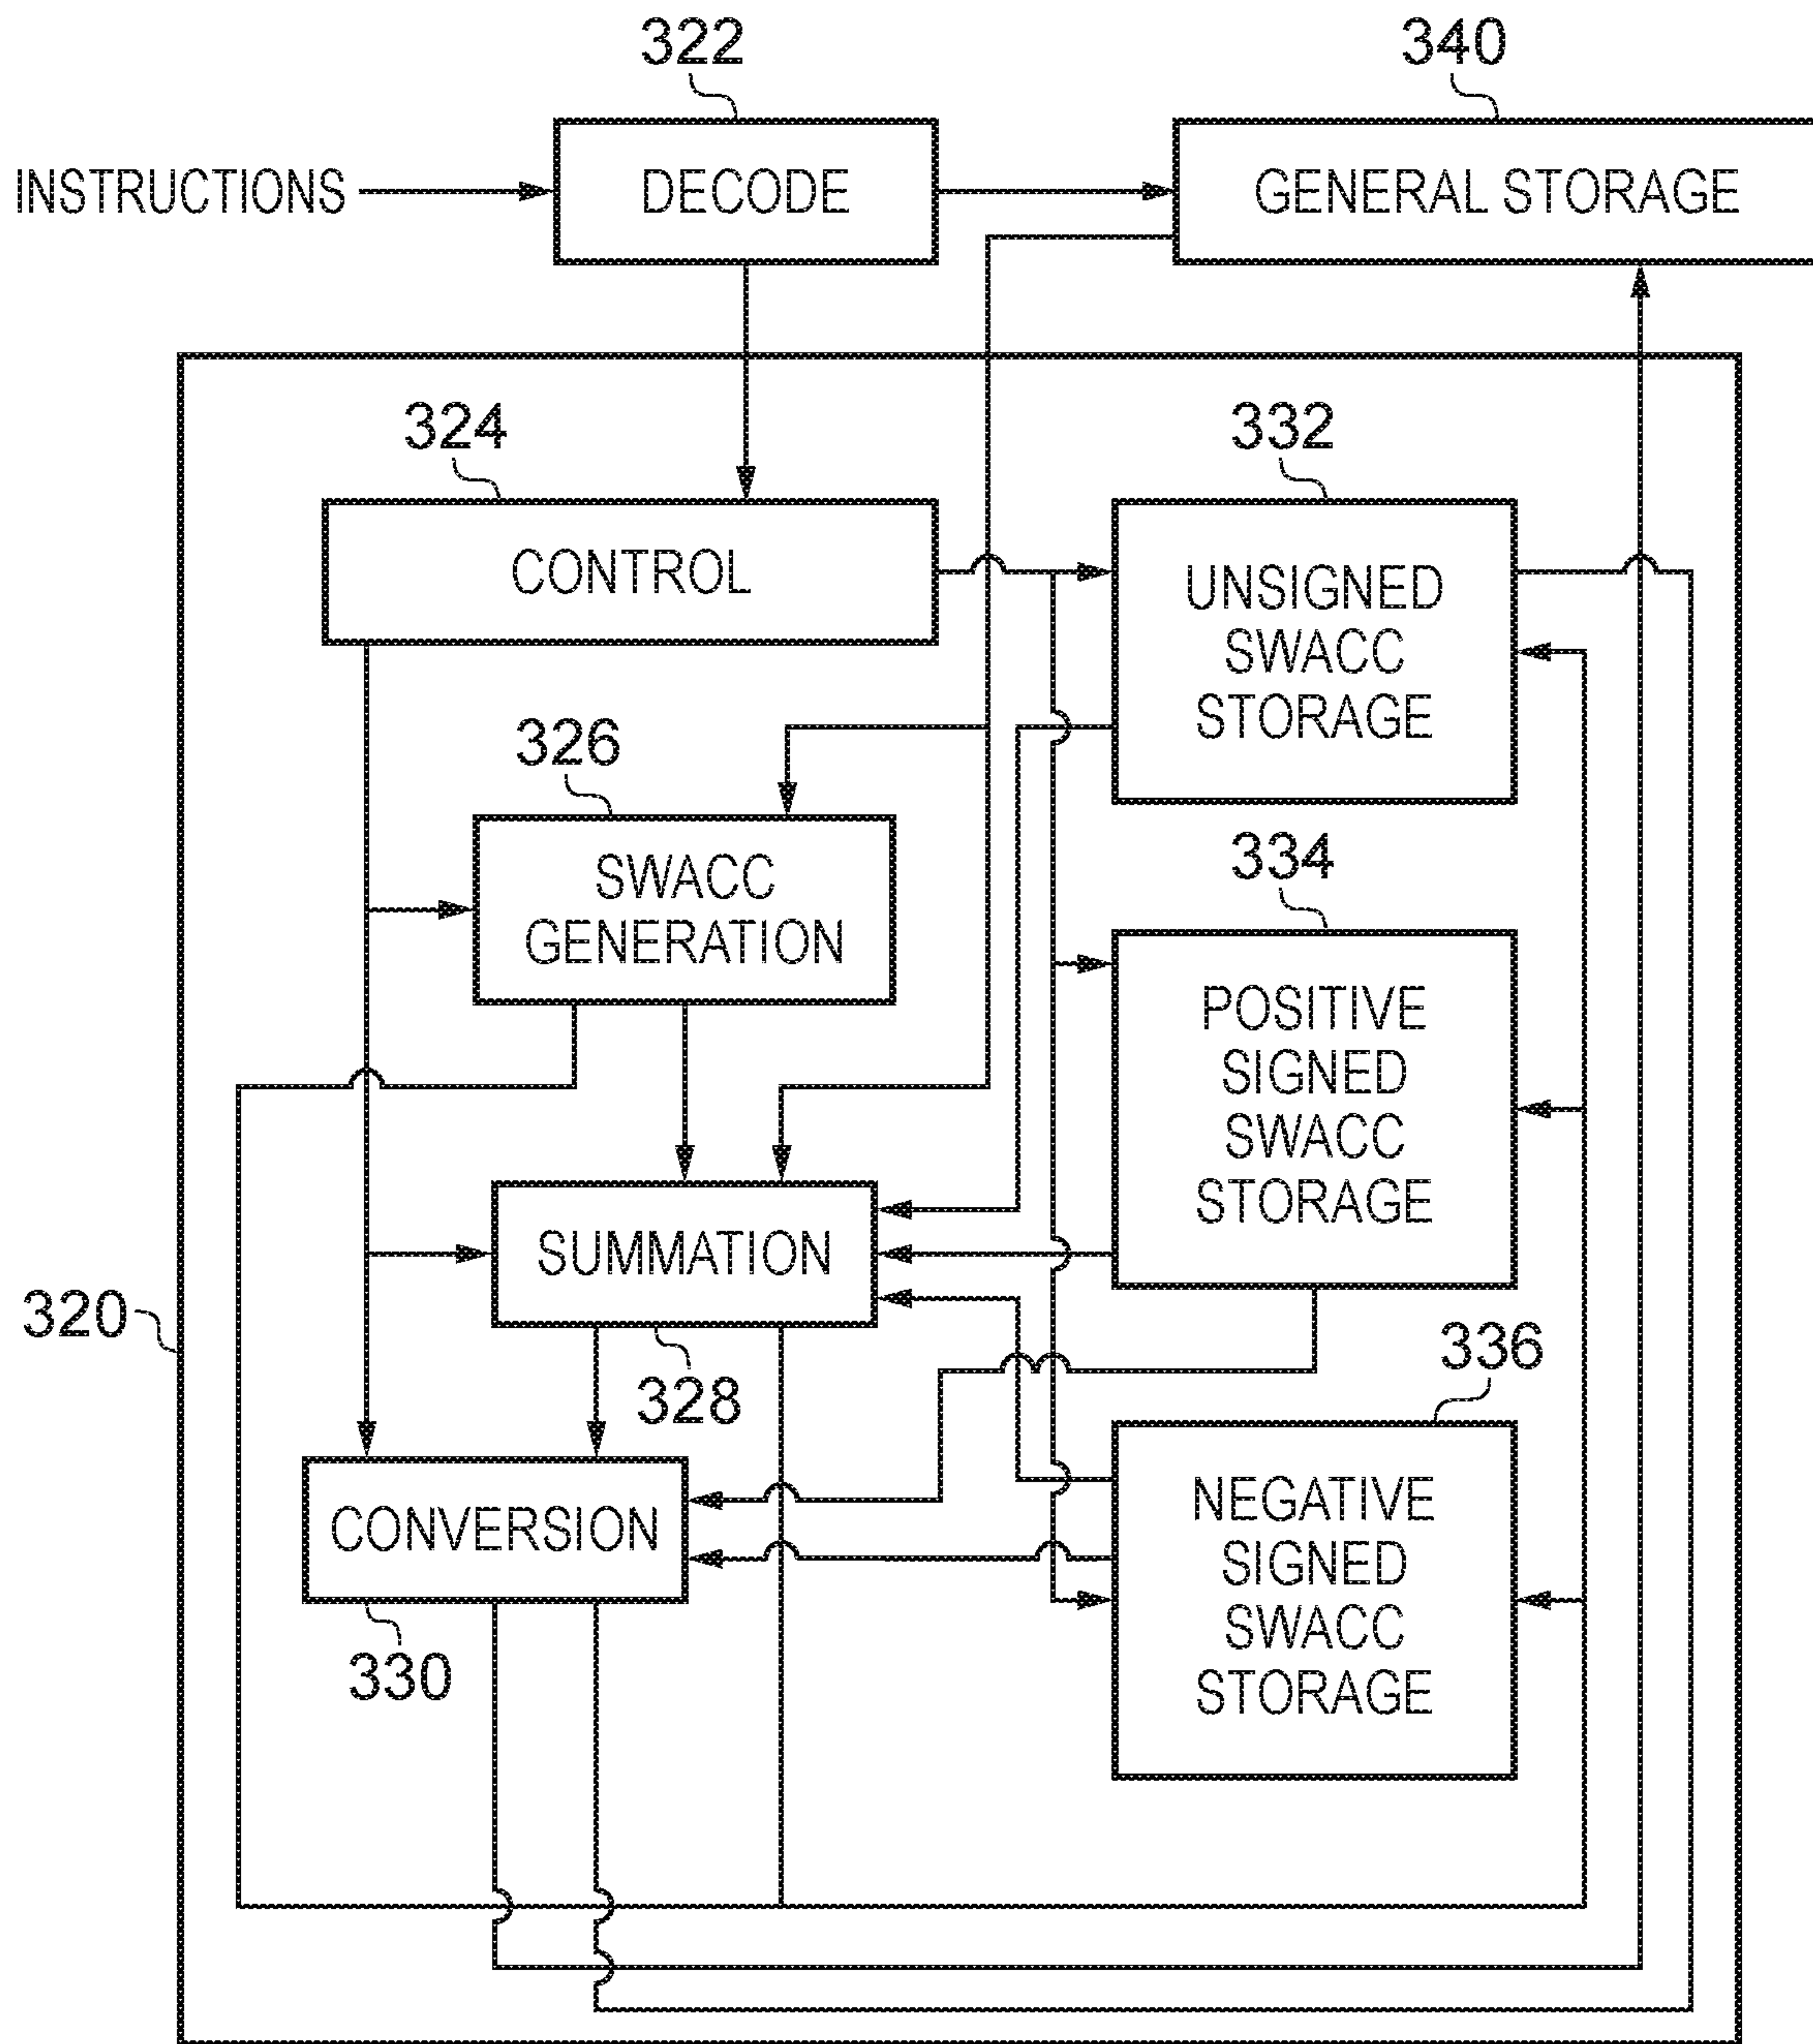 322
340
INSTRUCTIONS
DECODE
GENERAL STORAGE
324
332
CONTROL
UNSIGNED
SWACC
STORAGE
326
SWACC
GENERATION
334
POSITIVE
SIGNED
SWACC
STORAGE
SUMMATION
320
328
336
CONVERSION
NEGATIVE
SIGNED
SWACC
STORAGE
330